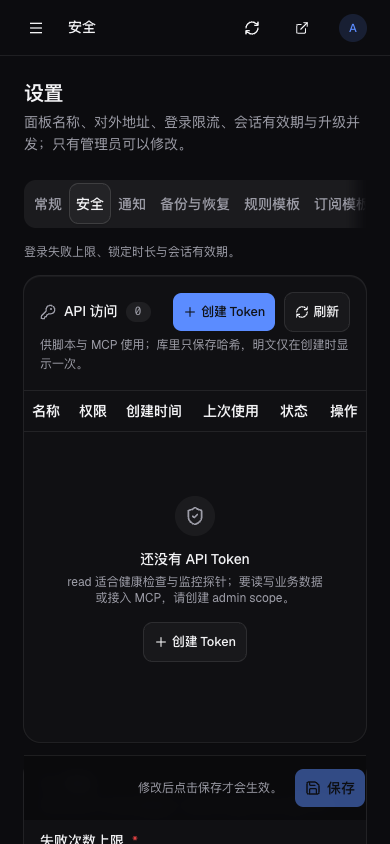 安全
A
设置
面板名称、对外地址、登录限流、会话有效期与升级并
发；只有管理员可以修改。
常规 安全 通知 备份与恢复 规则模板 订阅模
登录失败上限、锁定时长与会话有效期。
API 访问 0 创建 Token 刷新
供脚本与 MCP 使用；库里只保存哈希，明文仅在创建时显
示一次。
名称 权限 创建时间 上次使用 状态 操作
还没有 API Token
read 适合健康检查与监控探针；要读写业务数据
或接入 MCP，请创建 admin scope。
创建 Token
修改后点击保存才会生效。 保存
失败次数上限 *